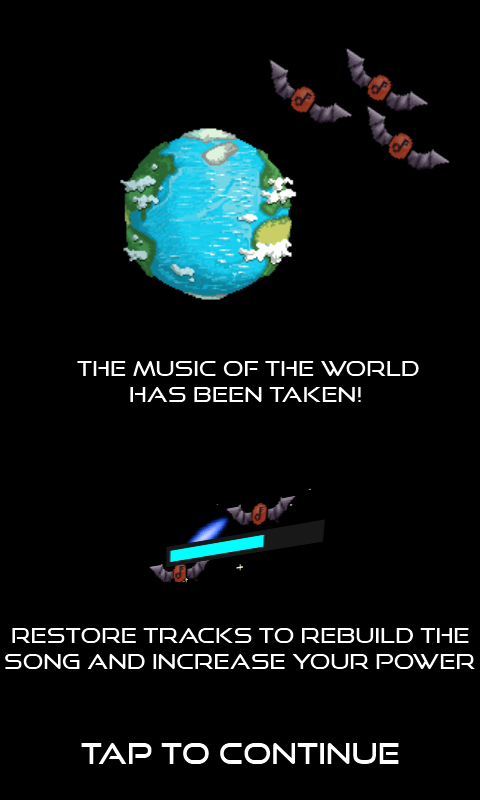 THE MUSIC OF THE WORLD
HAS BEEN TAKEN!
RESTORE TRACKS TO REBUILD THE
SONG AND INCREASE YOUR POWER
TAP TO CONTINUE